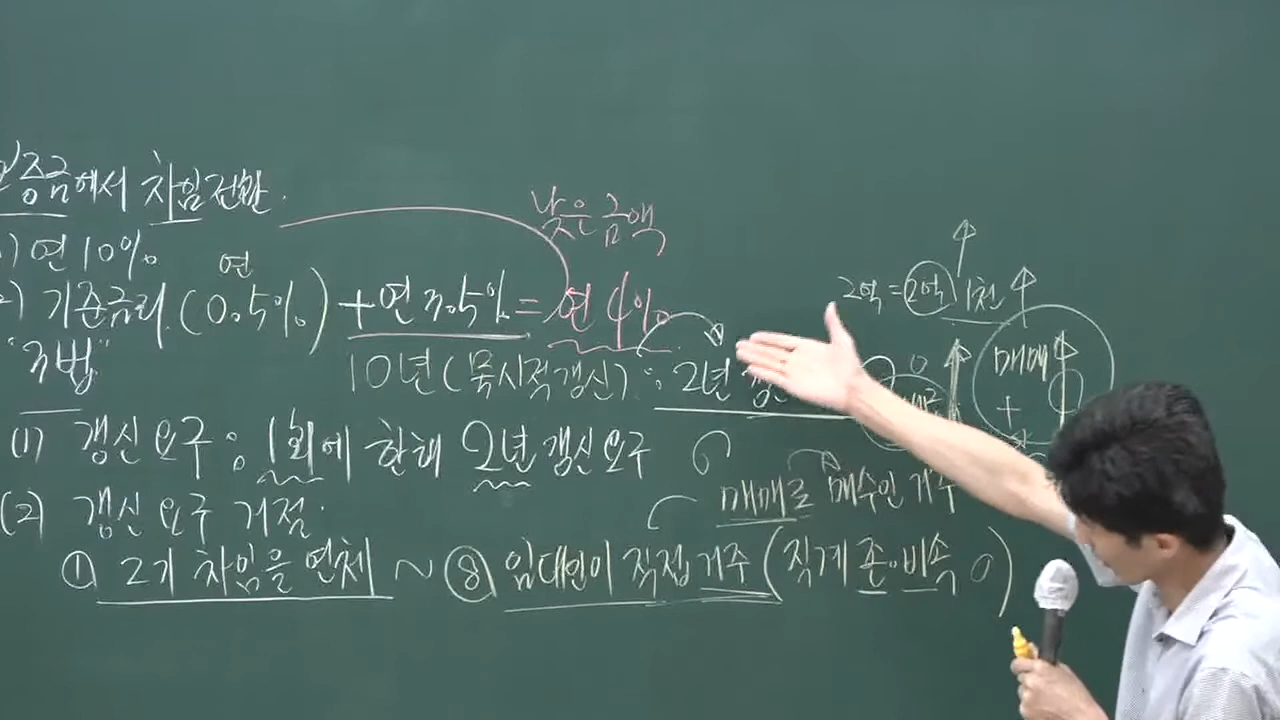 증금에서 차임전환.
1) 연 10%
연
2) 기준금리 (0.5%) + 연 3.5% = 연 4%
낮은 금액
"3법"
10년(묵시적갱신) : 2년 갱
(1) 갱신요구 : 1회에 한해 2년 갱신요구
(2) 갱신요구 거절.
① 2기 차임을 연체 ~ ⑧ 임대인이 직접 거주 (직계존·비속 O)
매매로 매수인 거주
2억 = 2억 1천
매매
+